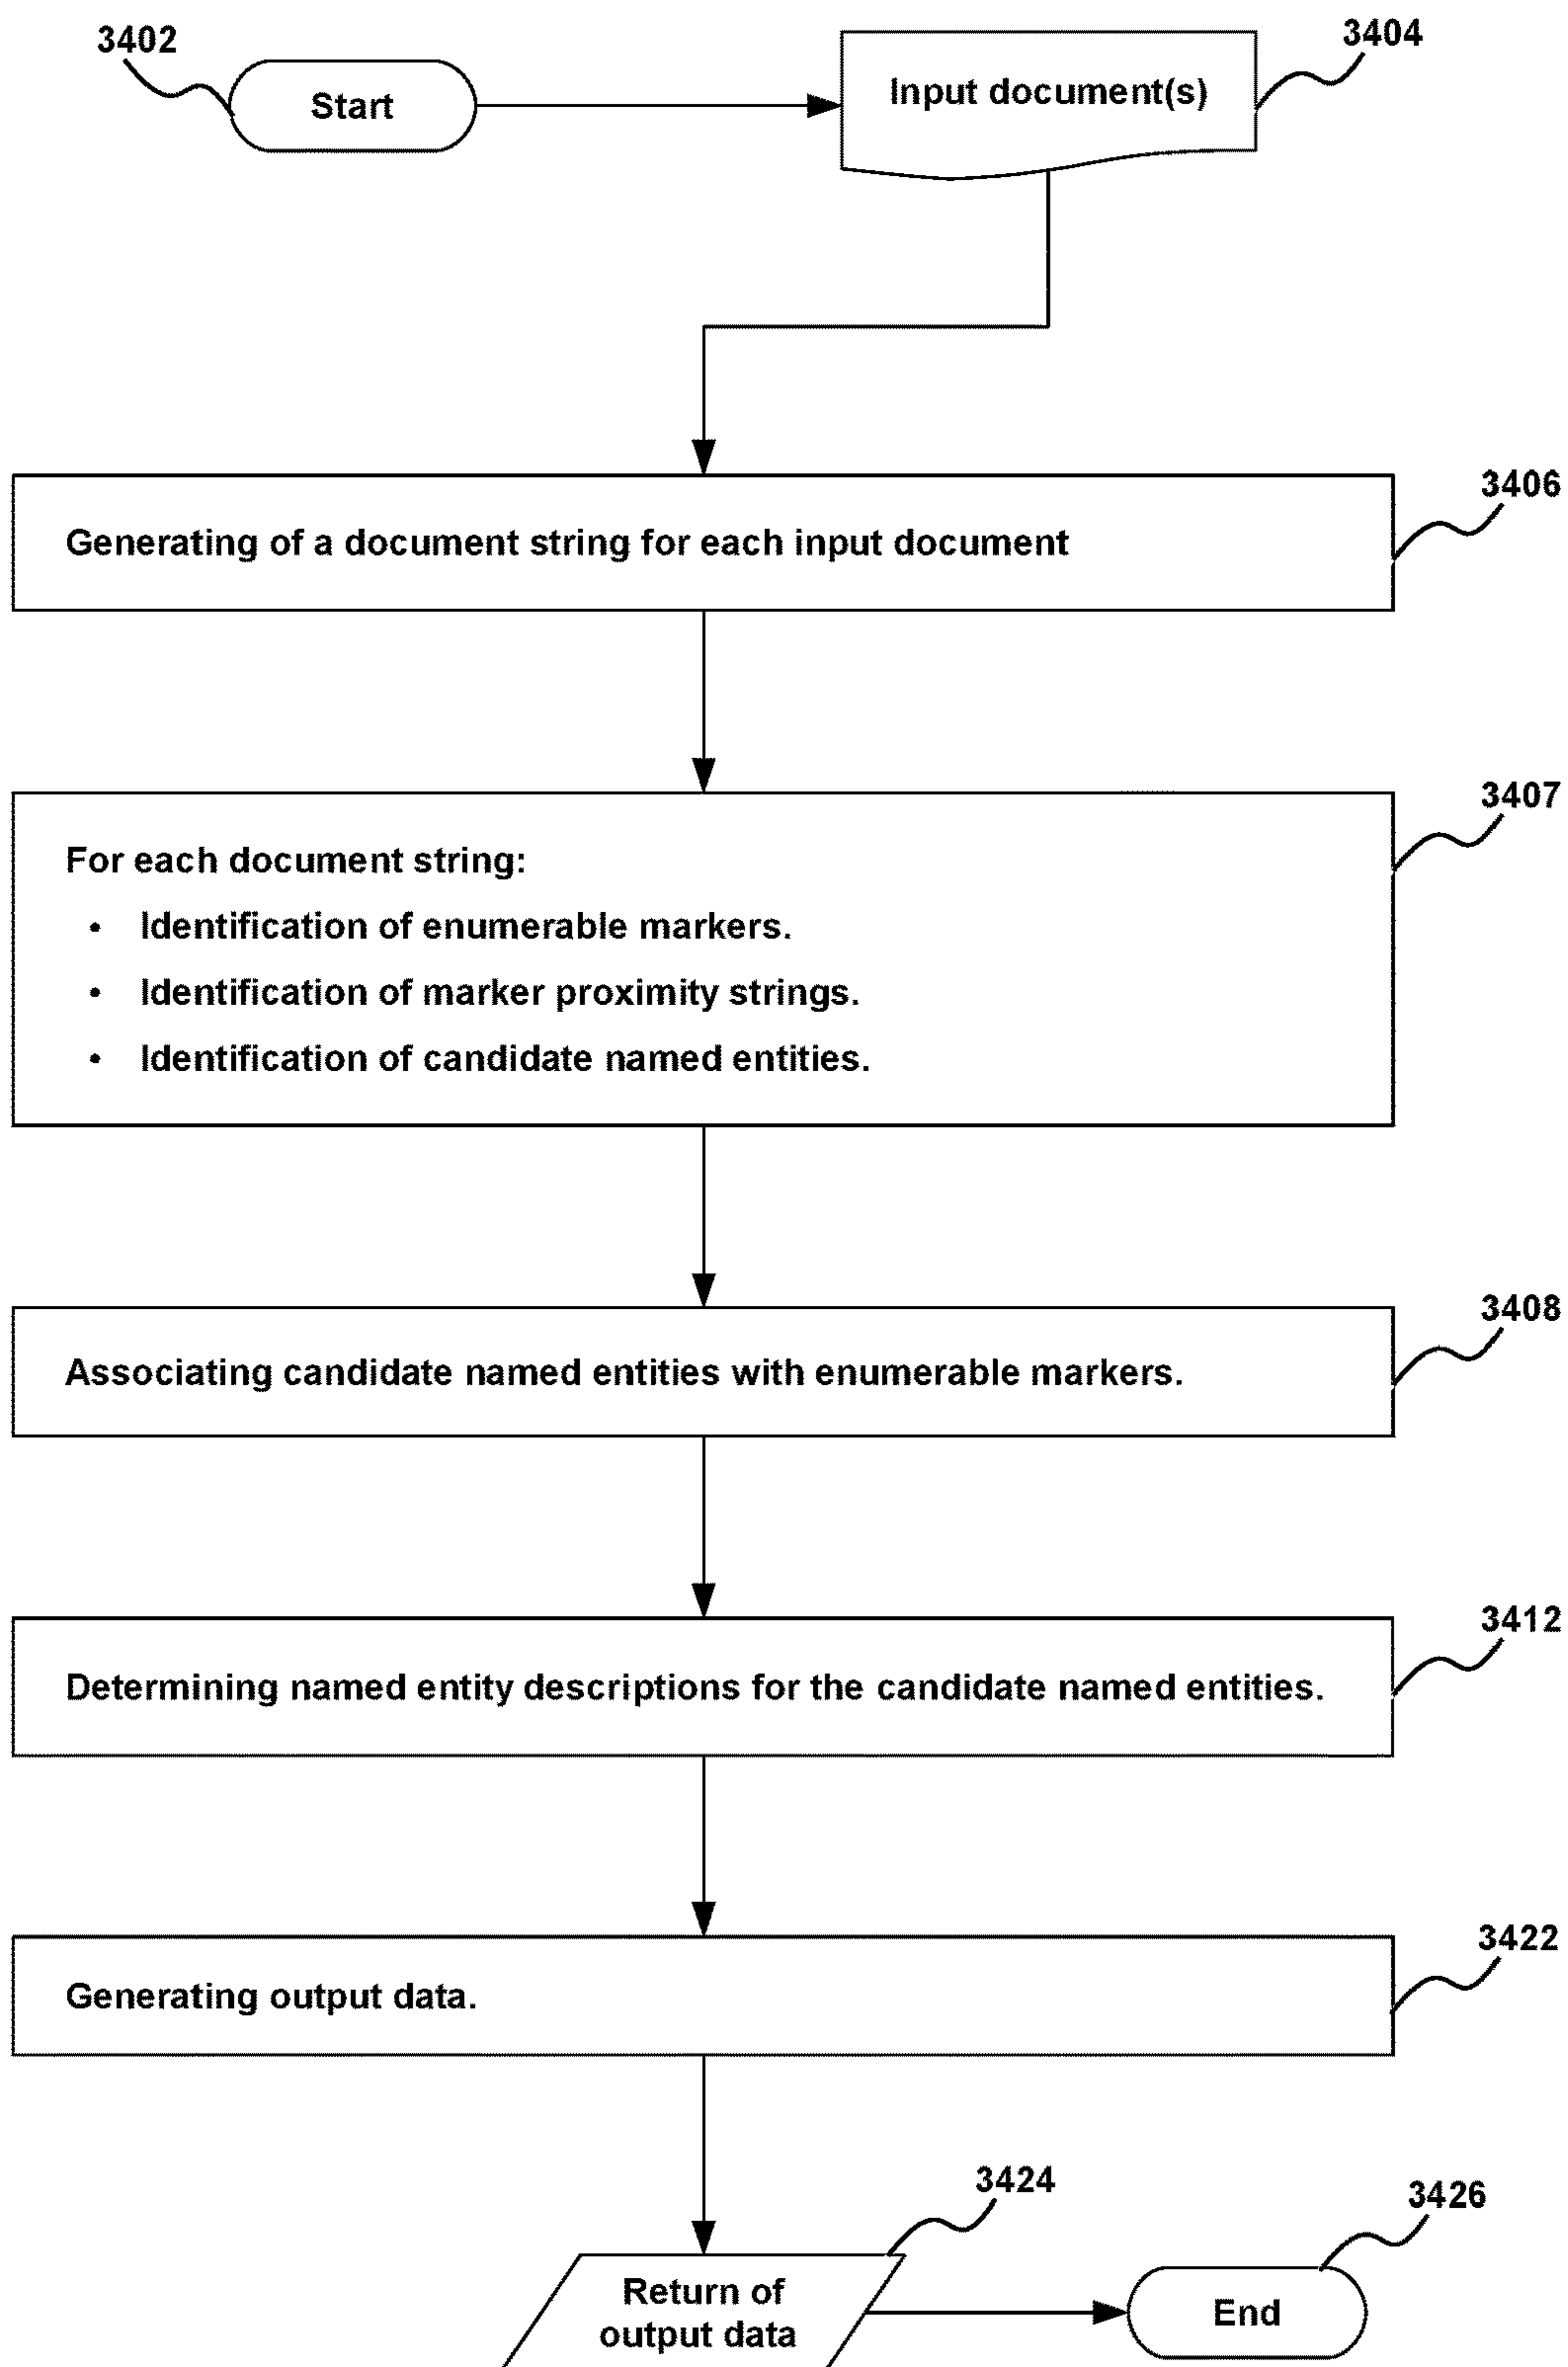 3402
Start
Input document(s)
3404
3406
Generating of a document string for each input document
3407
For each document string:
• Identification of enumerable markers.
• Identification of marker proximity strings.
• Identification of candidate named entities.
3408
Associating candidate named entities with enumerable markers.
3412
Determining named entity descriptions for the candidate named entities.
3422
Generating output data.
3424
Return of
output data
3426
End